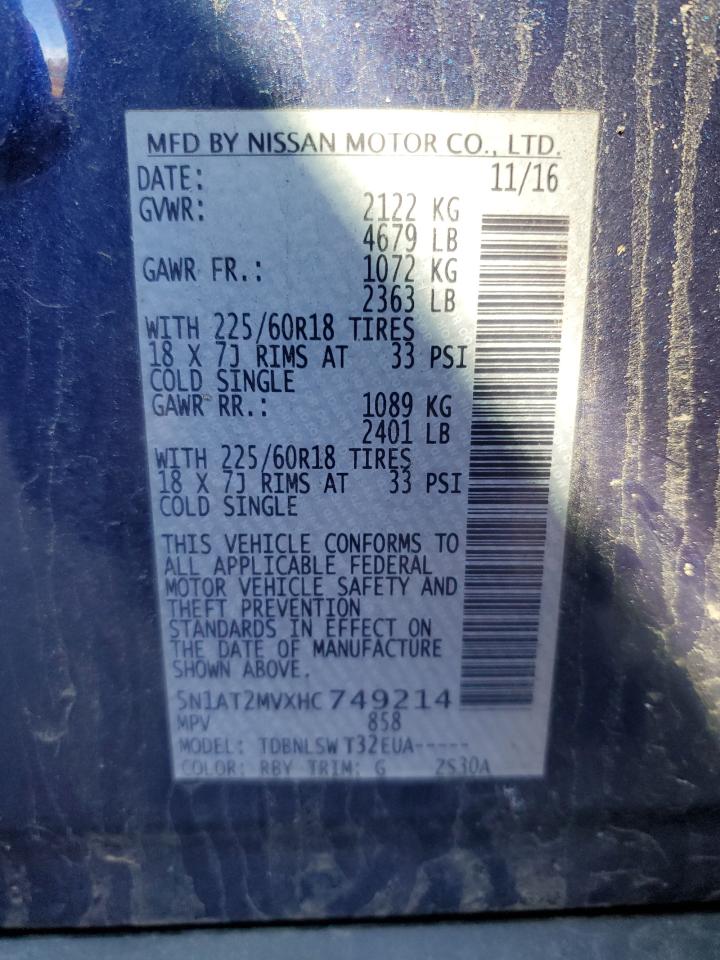 MFD BY NISSAN MOTOR CO., LTD.
DATE: 11/16
GVWR: 2122 KG
4679 LB
GAWR FR.: 1072 KG
2363 LB
WITH 225/60R18 TIRES
18 X 7J RIMS AT 33 PSI
COLD SINGLE
GAWR RR.: 1089 KG
2401 LB
WITH 225/60R18 TIRES
18 X 7J RIMS AT 33 PSI
COLD SINGLE
THIS VEHICLE CONFORMS TO
ALL APPLICABLE FEDERAL
MOTOR VEHICLE SAFETY AND
THEFT PREVENTION
STANDARDS IN EFFECT ON
THE DATE OF MANUFACTURE
SHOWN ABOVE.
5N1AT2MVXHC749214
MPV 858
MODEL: TDBNLSW T32EUA-----
COLOR: RBY TRIM: G 2S30A